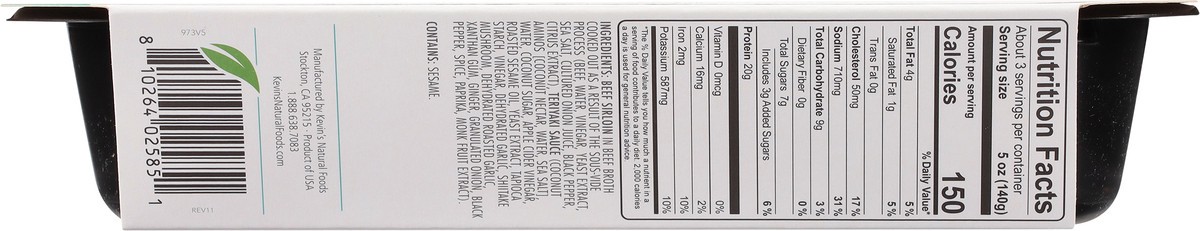 Nutrition Facts
About 3 servings per container
Serving size 5 oz (140g)
Amount per serving
Calories 150
% Daily Value*
Total Fat 4g 5%
Saturated Fat 1g 5%
Trans Fat 0g
Cholesterol 50mg 17%
Sodium 710mg 31%
Total Carbohydrate 9g 3%
Dietary Fiber 0g 0%
Total Sugars 7g
Includes 3g Added Sugars 6%
Protein 20g
Vitamin D 0mcg 0%
Calcium 16mg 2%
Iron 2mg 10%
Potassium 587mg 10%
*The % Daily Value tells you how much a nutrient in a
serving of food contributes to a daily diet. 2,000 calories
a day is used for general nutrition advice.
INGREDIENTS: BEEF SIRLOIN IN BEEF BROTH
COOKED OUT AS A RESULT OF THE SOUS-VIDE
PROCESS (BEEF, WATER, VINEGAR, YEAST EXTRACT,
SEA SALT, CULTURED ONION JUICE, BLACK PEPPER,
CITRUS EXTRACT). TERIYAKI SAUCE (COCONUT
AMINOS (COCONUT NECTAR, WATER, SEA SALT),
WATER, COCONUT SUGAR, APPLE CIDER VINEGAR,
ROASTED SESAME OIL, YEAST EXTRACT, TAPIOCA
STARCH, VINEGAR, DEHYDRATED GARLIC, SHIITAKE
MUSHROOM, DEHYDRATED ROASTED GARLIC,
XANTHAN GUM, GINGER, GRANULATED ONION, BLACK
PEPPER, SPICE, PAPRIKA, MONK FRUIT EXTRACT).
CONTAINS: SESAME.
Manufactured by Kevin's Natural Foods
Stockton, CA 95215 · Product of USA
1.888.638.7083
KevinsNaturalFoods.com
973V5
8 10264 02585 1
REV11